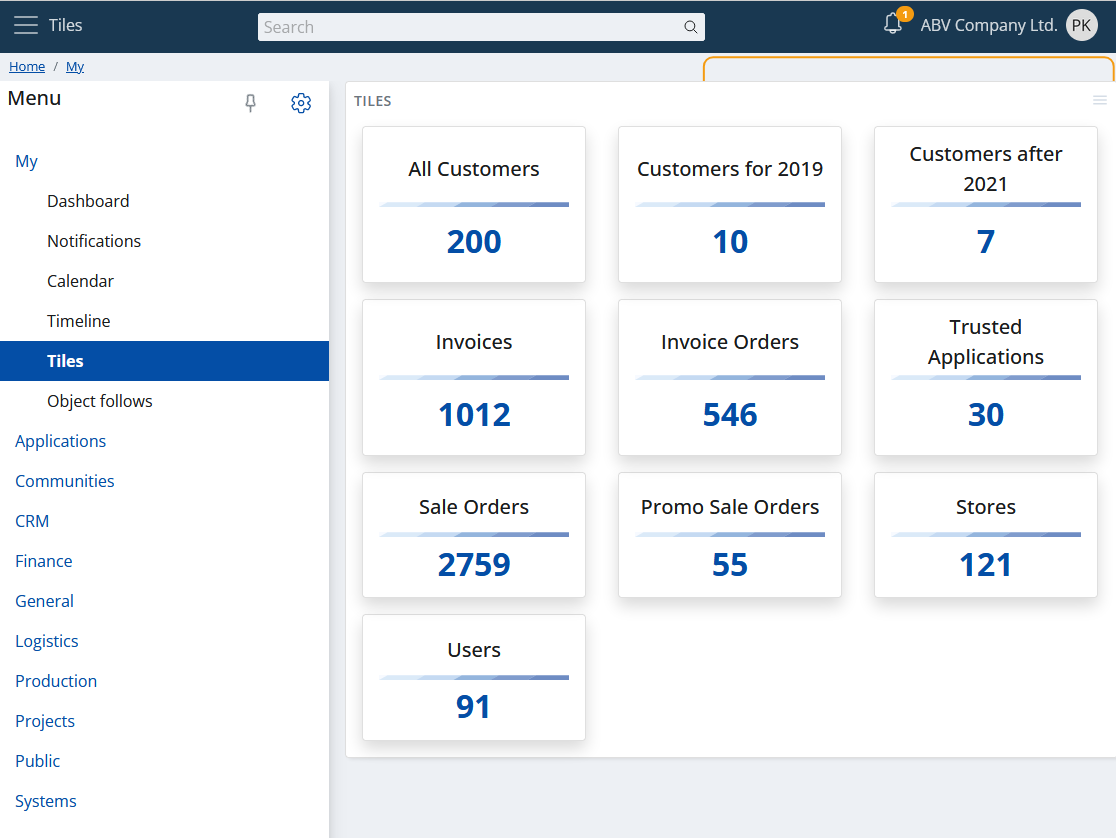 Tiles
Search
1
ABV Company Ltd.
PK
Home / My
Menu
My
Dashboard
Notifications
Calendar
Timeline
Tiles
Object follows
Applications
Communities
CRM
Finance
General
Logistics
Production
Projects
Public
Systems
TILES
All Customers
200
Customers for 2019
10
Customers after
2021
7
Invoices
1012
Invoice Orders
546
Trusted
Applications
30
Sale Orders
2759
Promo Sale Orders
55
Stores
121
Users
91